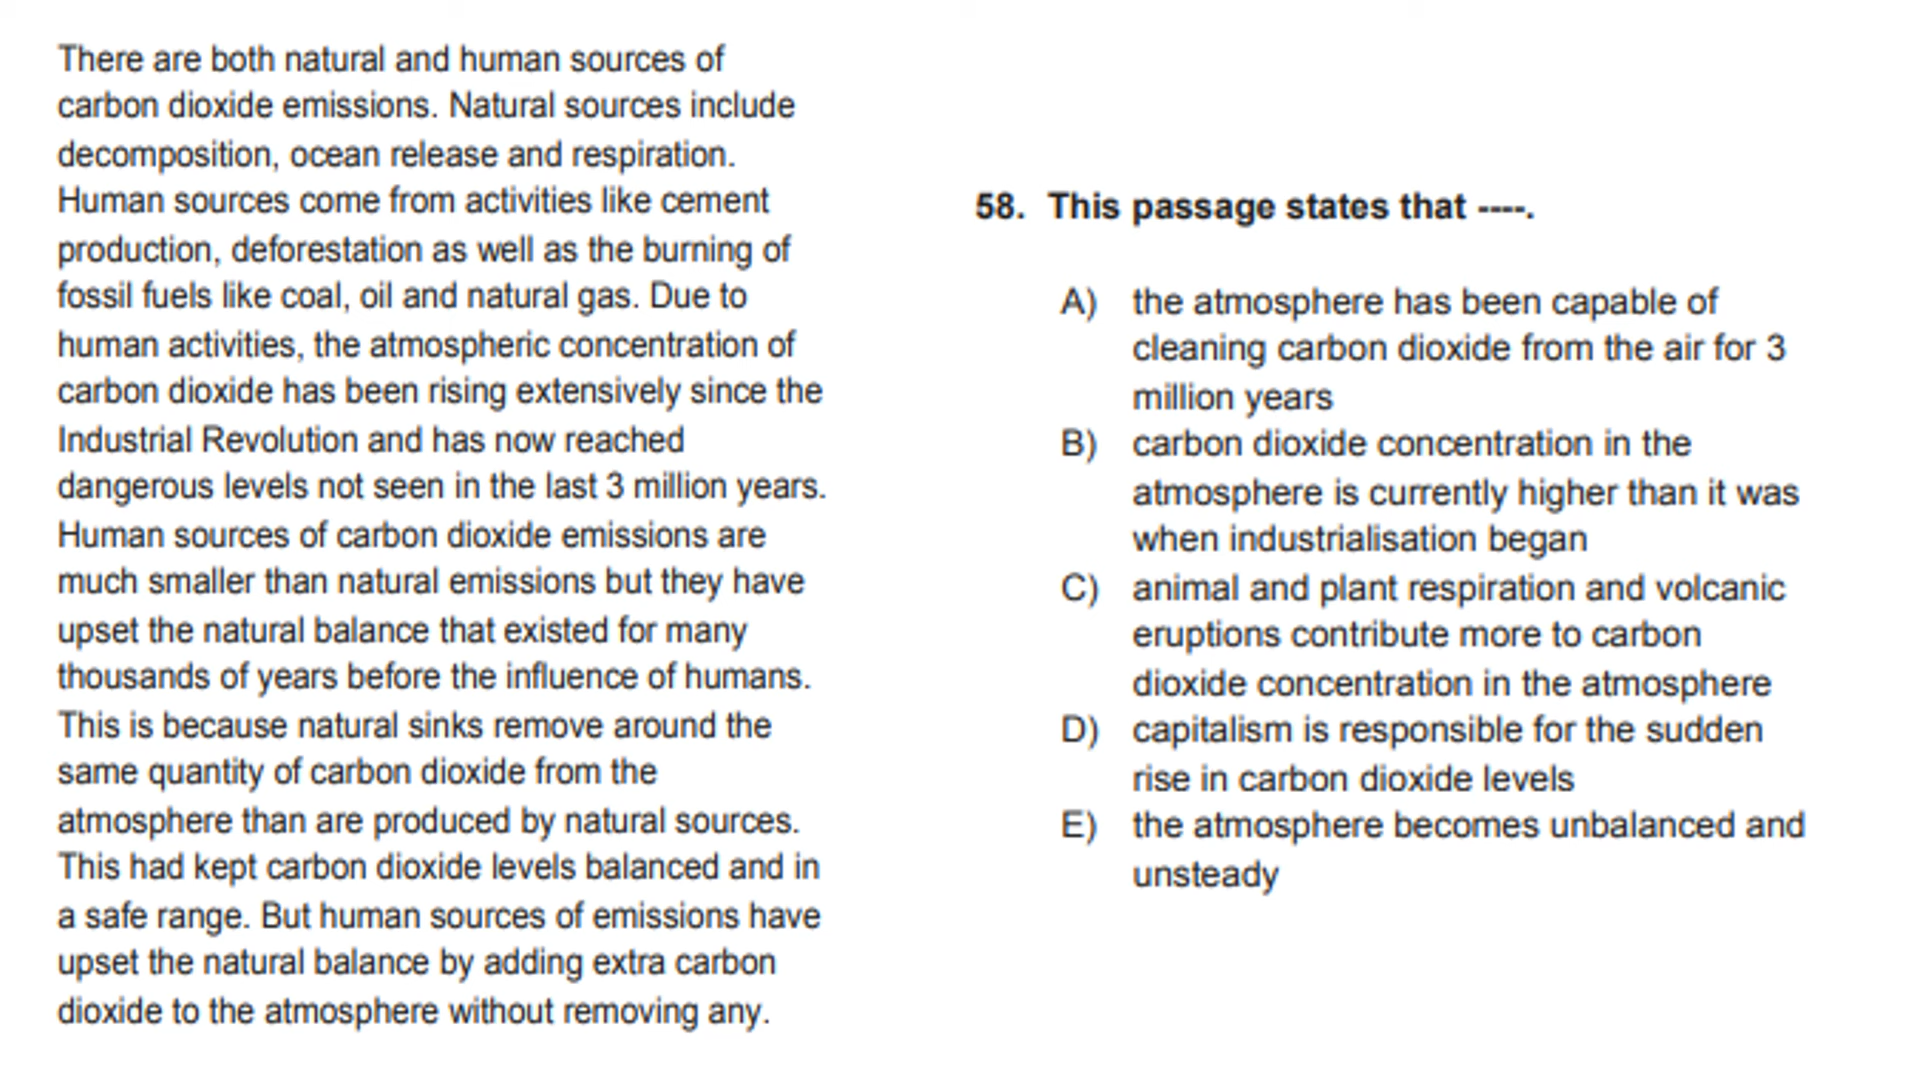 There are both natural and human sources of
carbon dioxide emissions. Natural sources include
decomposition, ocean release and respiration.
Human sources come from activities like cement
production, deforestation as well as the burning of
fossil fuels like coal, oil and natural gas. Due to
human activities, the atmospheric concentration of
carbon dioxide has been rising extensively since the
Industrial Revolution and has now reached
dangerous levels not seen in the last 3 million years.
Human sources of carbon dioxide emissions are
much smaller than natural emissions but they have
upset the natural balance that existed for many
thousands of years before the influence of humans.
This is because natural sinks remove around the
same quantity of carbon dioxide from the
atmosphere than are produced by natural sources.
This had kept carbon dioxide levels balanced and in
a safe range. But human sources of emissions have
upset the natural balance by adding extra carbon
dioxide to the atmosphere without removing any.
58. This passage states that ----.
A) the atmosphere has been capable of
cleaning carbon dioxide from the air for 3
million years
B) carbon dioxide concentration in the
atmosphere is currently higher than it was
when industrialisation began
C) animal and plant respiration and volcanic
eruptions contribute more to carbon
dioxide concentration in the atmosphere
D) capitalism is responsible for the sudden
rise in carbon dioxide levels
E) the atmosphere becomes unbalanced and
unsteady